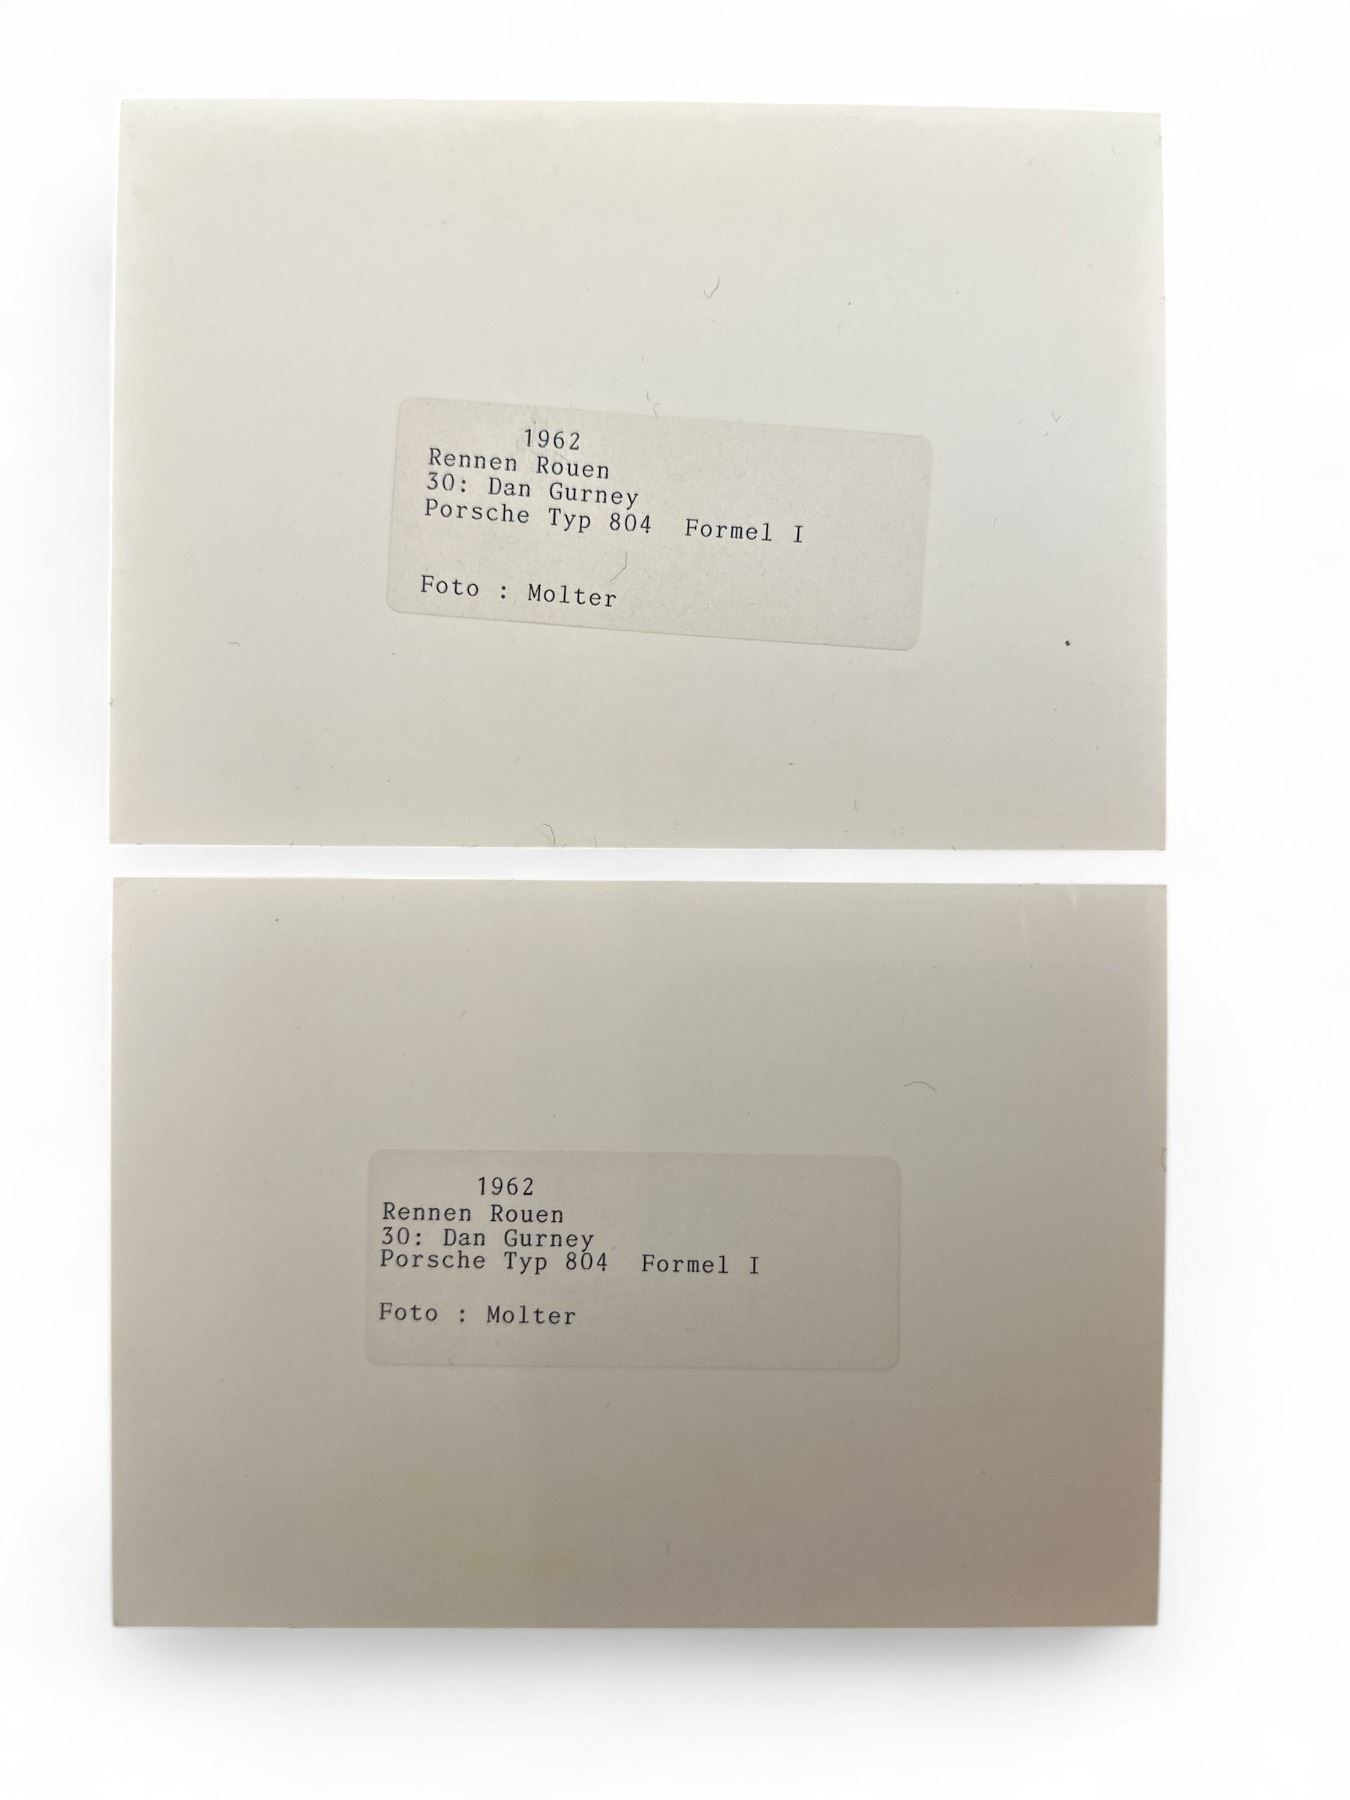 1962
Rennen Rouen
30: Dan Gurney
Porsche Typ 804 Formel I
Foto : Molter
1962
Rennen Rouen
30: Dan Gurney
Porsche Typ 804 Formel I
Foto : Molter